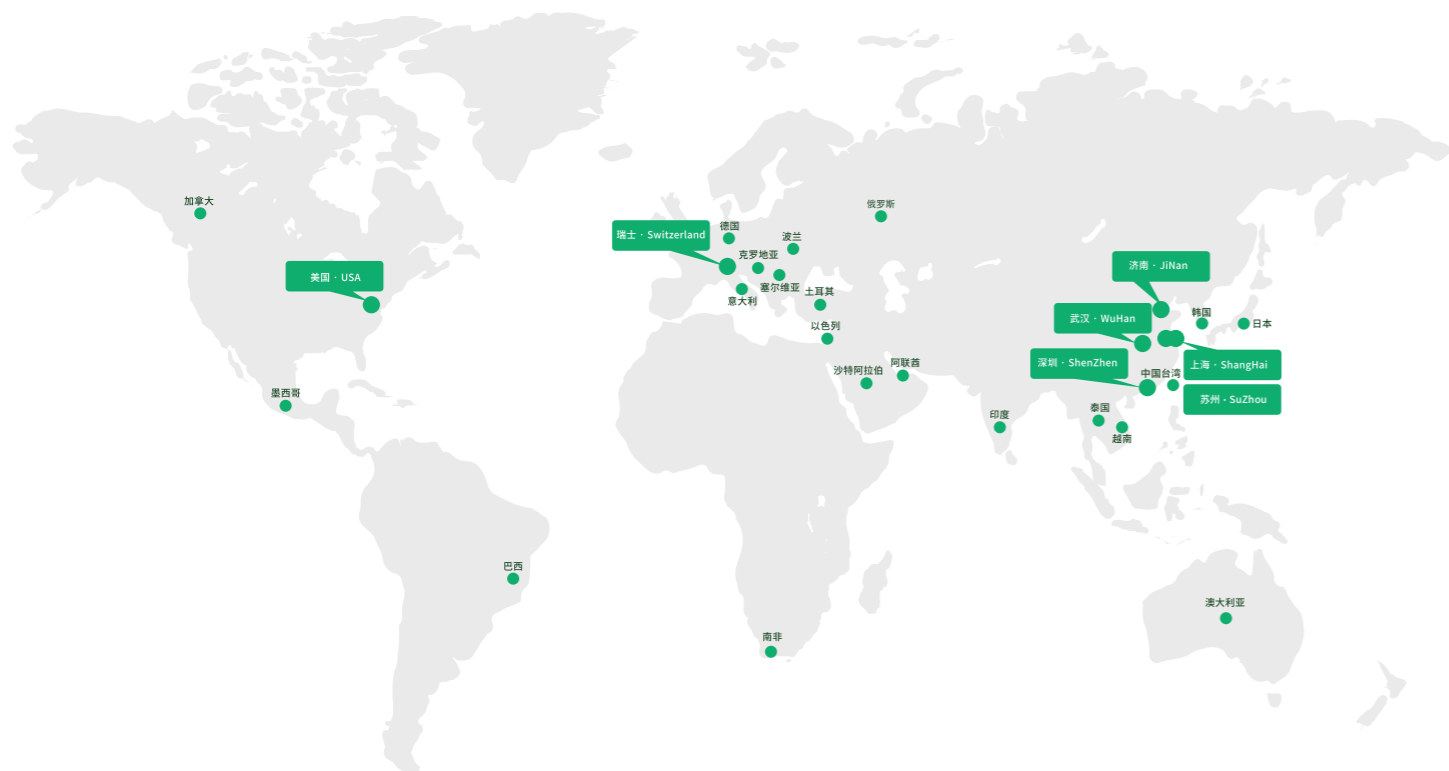 加拿大
美国 · USA
墨西哥
巴西
俄罗斯
瑞士 · Switzerland
德国
波兰
克罗地亚
塞尔维亚
意大利
土耳其
以色列
沙特阿拉伯
阿联酋
南非
印度
泰国
越南
济南 · JiNan
武汉 · WuHan
深圳 · ShenZhen
韩国
日本
上海 · ShangHai
中国台湾
苏州 · SuZhou
澳大利亚